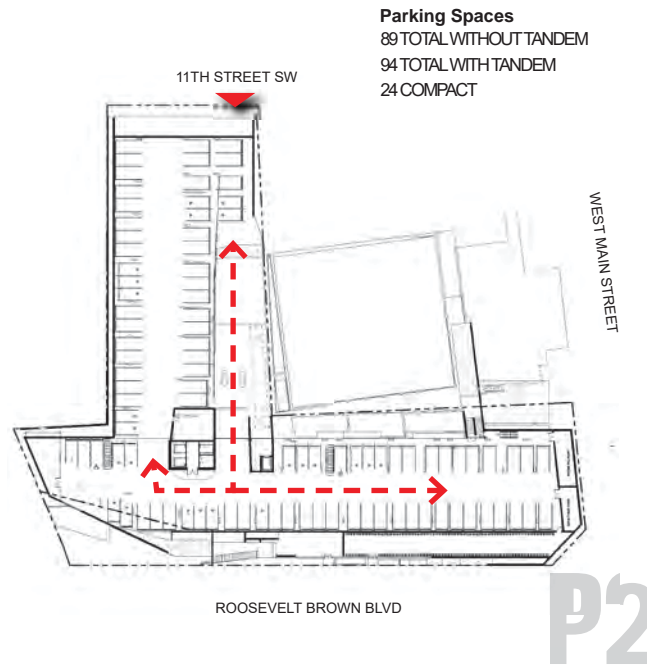 Parking Spaces
89 TOTAL WITHOUT TANDEM
94 TOTAL WITH TANDEM
24 COMPACT
11TH STREET SW
WEST MAIN STREET
ROOSEVELT BROWN BLVD
P2